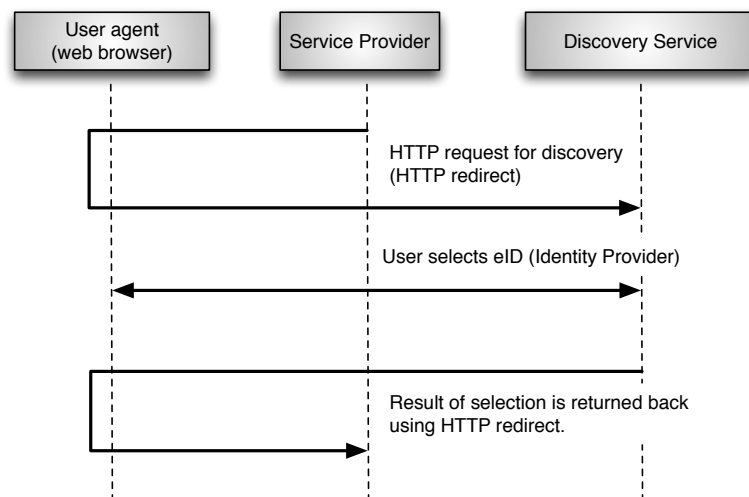 User agent
(web browser)
Service Provider
Discovery Service
HTTP request for discovery
(HTTP redirect)
User selects eID (Identity Provider)
Result of selection is returned back
using HTTP redirect.